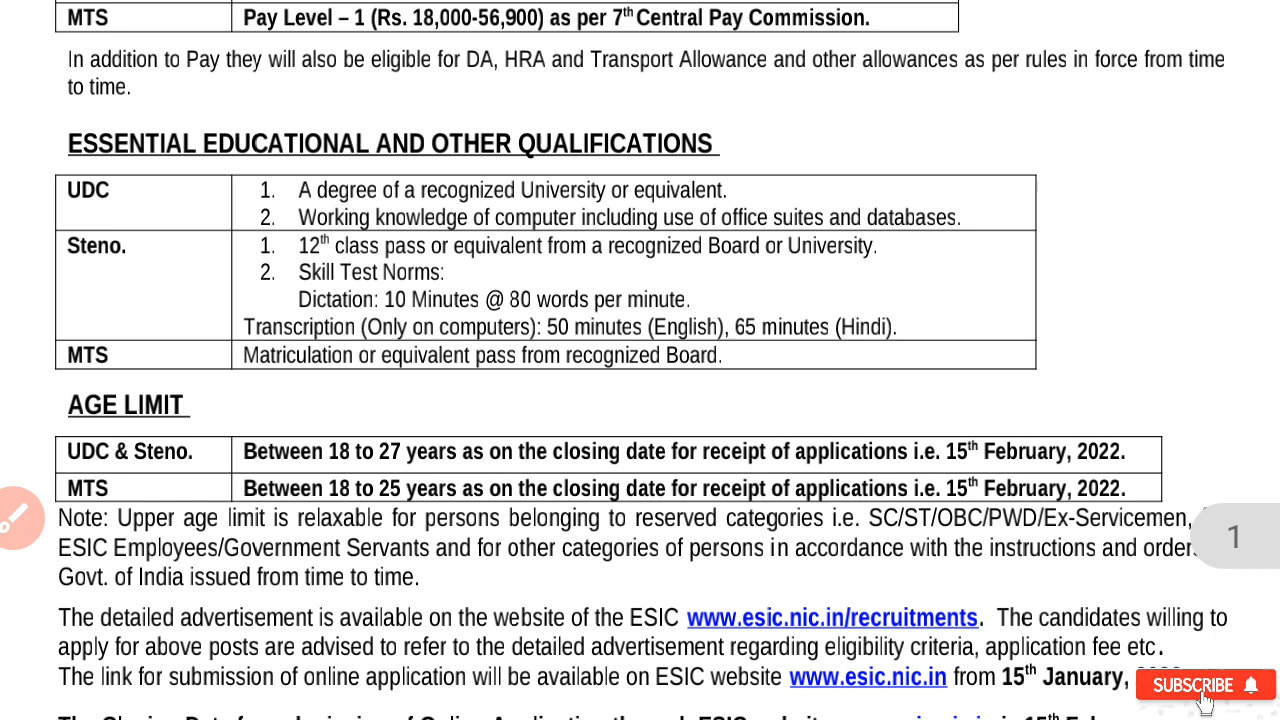 MTS Pay Level – 1 (Rs. 18,000-56,900) as per 7th Central Pay Commission.
In addition to Pay they will also be eligible for DA, HRA and Transport Allowance and other allowances as per rules in force from time
to time.
ESSENTIAL EDUCATIONAL AND OTHER QUALIFICATIONS
UDC 1. A degree of a recognized University or equivalent.
2. Working knowledge of computer including use of office suites and databases.
Steno. 1. 12th class pass or equivalent from a recognized Board or University.
2. Skill Test Norms:
Dictation: 10 Minutes @ 80 words per minute.
Transcription (Only on computers): 50 minutes (English), 65 minutes (Hindi).
MTS Matriculation or equivalent pass from recognized Board.
AGE LIMIT
UDC & Steno. Between 18 to 27 years as on the closing date for receipt of applications i.e. 15th February, 2022.
MTS Between 18 to 25 years as on the closing date for receipt of applications i.e. 15th February, 2022.
Note: Upper age limit is relaxable for persons belonging to reserved categories i.e. SC/ST/OBC/PWD/Ex-Servicemen,
1
ESIC Employees/Government Servants and for other categories of persons in accordance with the instructions and
Govt. of India issued from time to time.
The detailed advertisement is available on the website of the ESIC www.esic.nic.in/recruitments. The candidates willing to
apply for above posts are advised to refer to the detailed advertisement regarding eligibility criteria, application fee etc.
The link for submission of online application will be available on ESIC website www.esic.nic.in from 15th January,
SUBSCRIBE